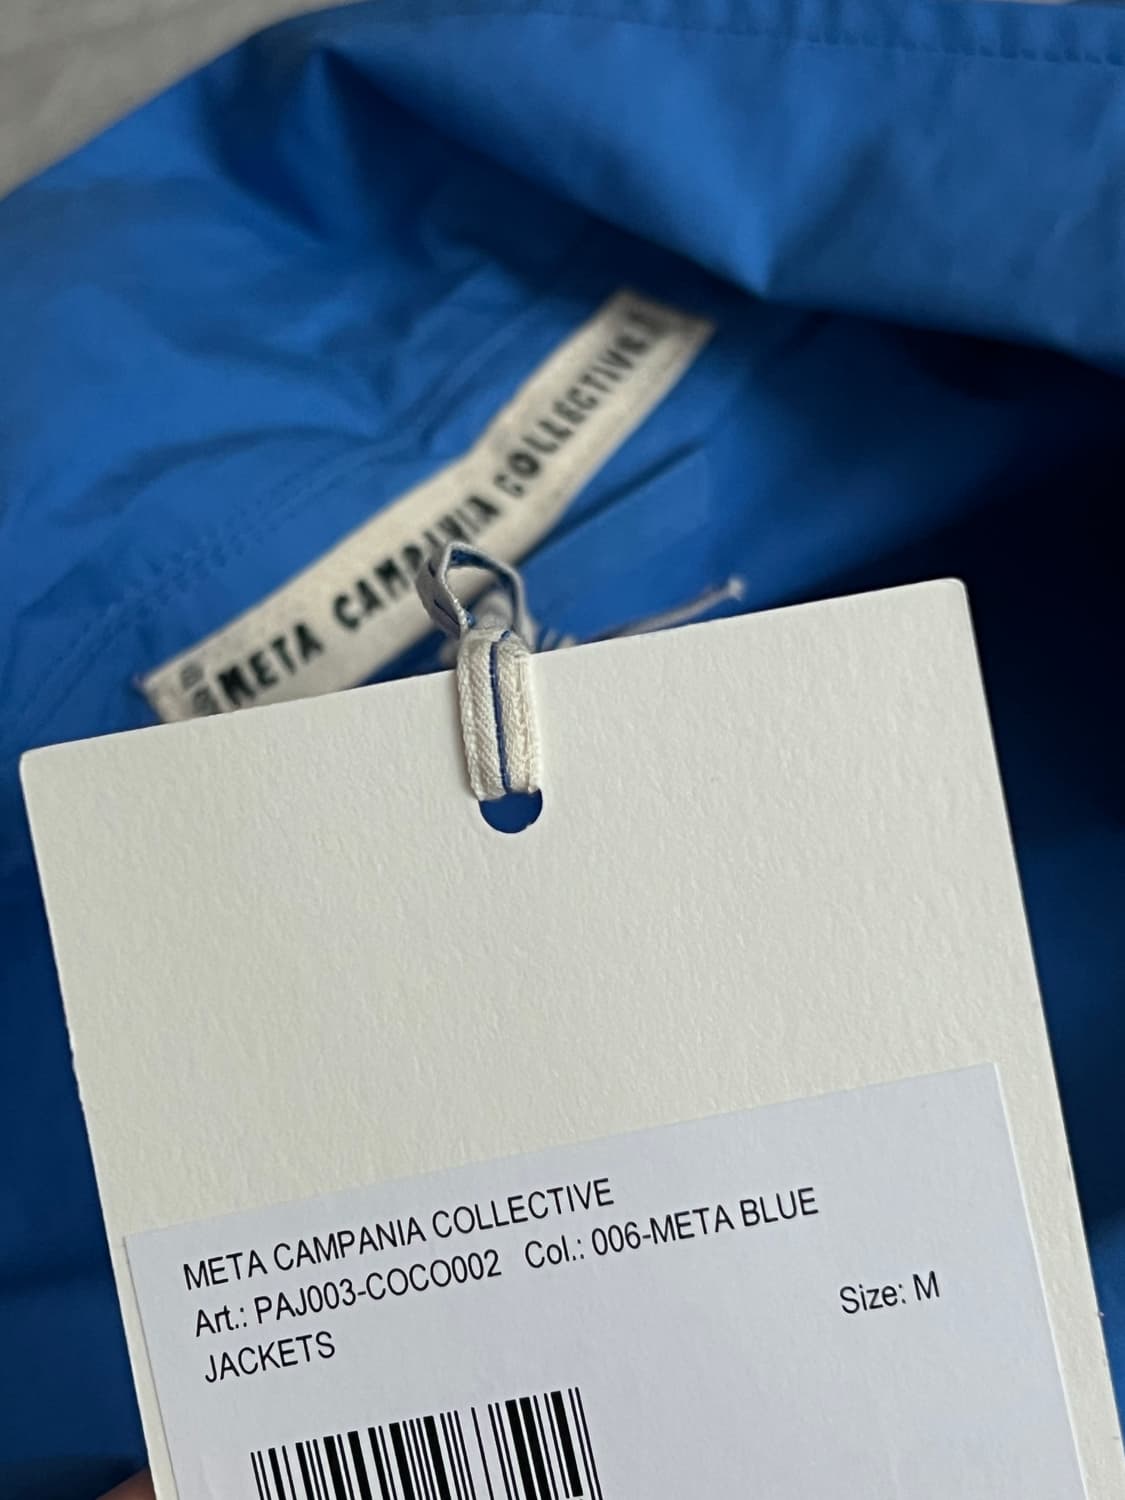 META CAMPANIA COLLECTIVE
META CAMPANIA COLLECTIVE
Art.: PAJ003-COCO002 Col.: 006-META BLUE
Size: M
JACKETS